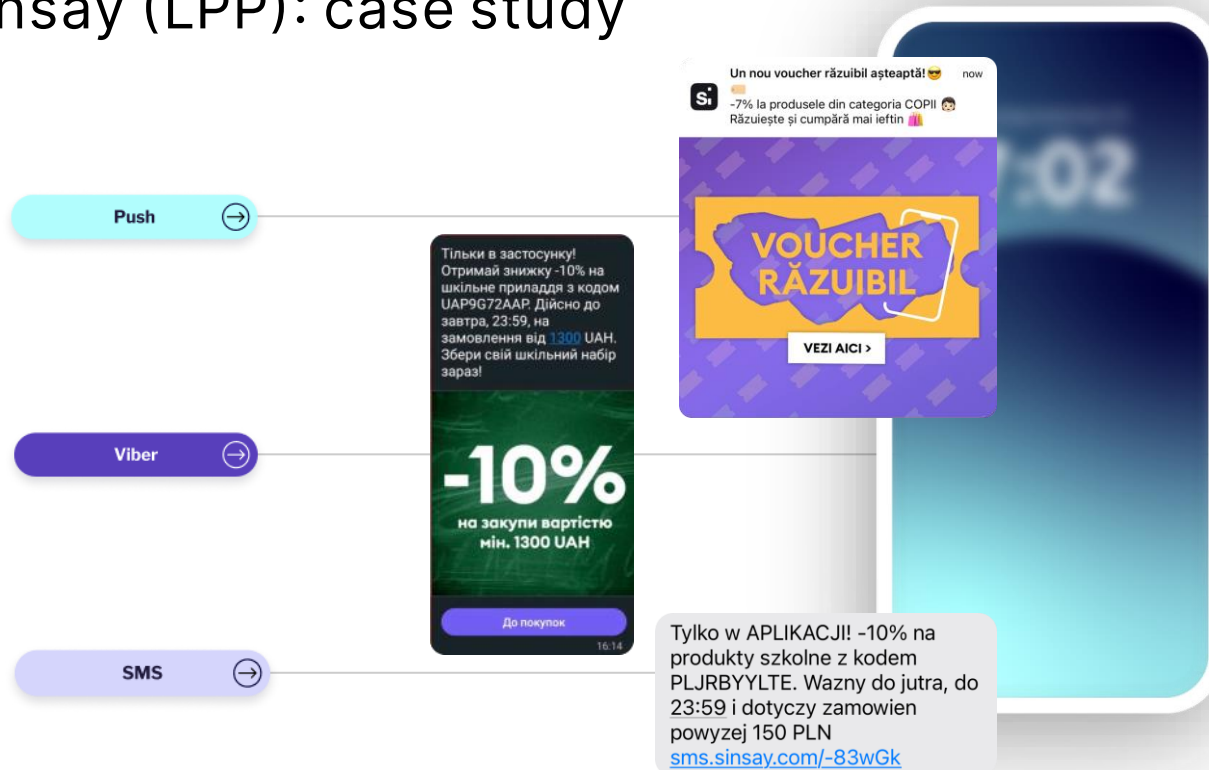 nsay (LPP): case study
Un nou voucher răzuibil așteaptă!😎 now
-7% la produsele din categoria COPII 👧🏻
Răzuiește și cumpără mai ieftin 🛍️
VOUCHER
RĂZUIBIL
VEZI AICI >
:02
Push
Тільки в застосунку!
Отримай знижку -10% на
шкільне приладдя з кодом
UAP9G72AAP. Дійсно до
завтра, 23:59, на
замовлення від 1300 UAH.
Збери свій шкільний набір
зараз!
-10%
на закупи вартістю
мін. 1300 UAH
До покупок
16:14
Viber
SMS
Tylko w APLIKACJI! -10% na
produkty szkolne z kodem
PLJRBYYLTE. Wazny do jutra, do
23:59 i dotyczy zamowien
powyzej 150 PLN
sms.sinsay.com/-83wGk